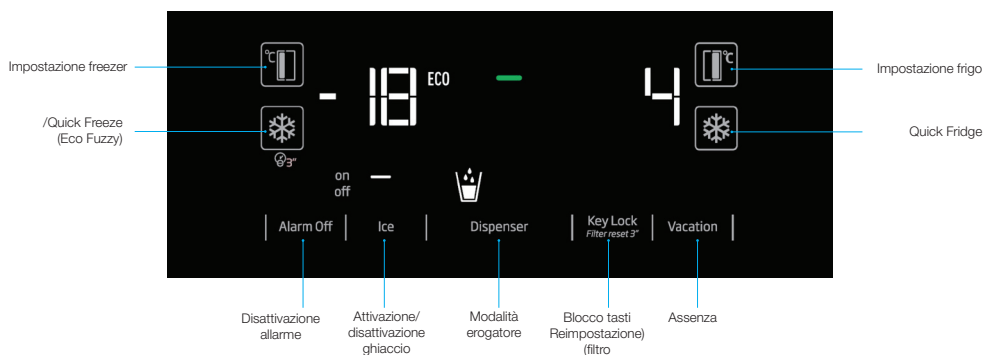 °C
°C
Impostazione freezer
Impostazione frigo
- 18
ECO
4
/Quick Freeze
(Eco Fuzzy)
Quick Fridge
3"
on
off
Alarm Off
Ice
Dispenser
Key Lock
Filter reset 3"
Vacation
Disattivazione
allarme
Attivazione/
disattivazione
ghiaccio
Modalità
erogatore
Blocco tasti
Reimpostazione)
(filtro
Assenza